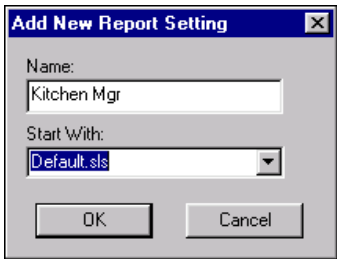 Add New Report Setting
Name:
Kitchen Mgr
Start With:
Default.sls
OK
Cancel